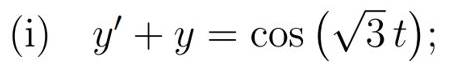 (i) y′ + y = cos (√3 t);